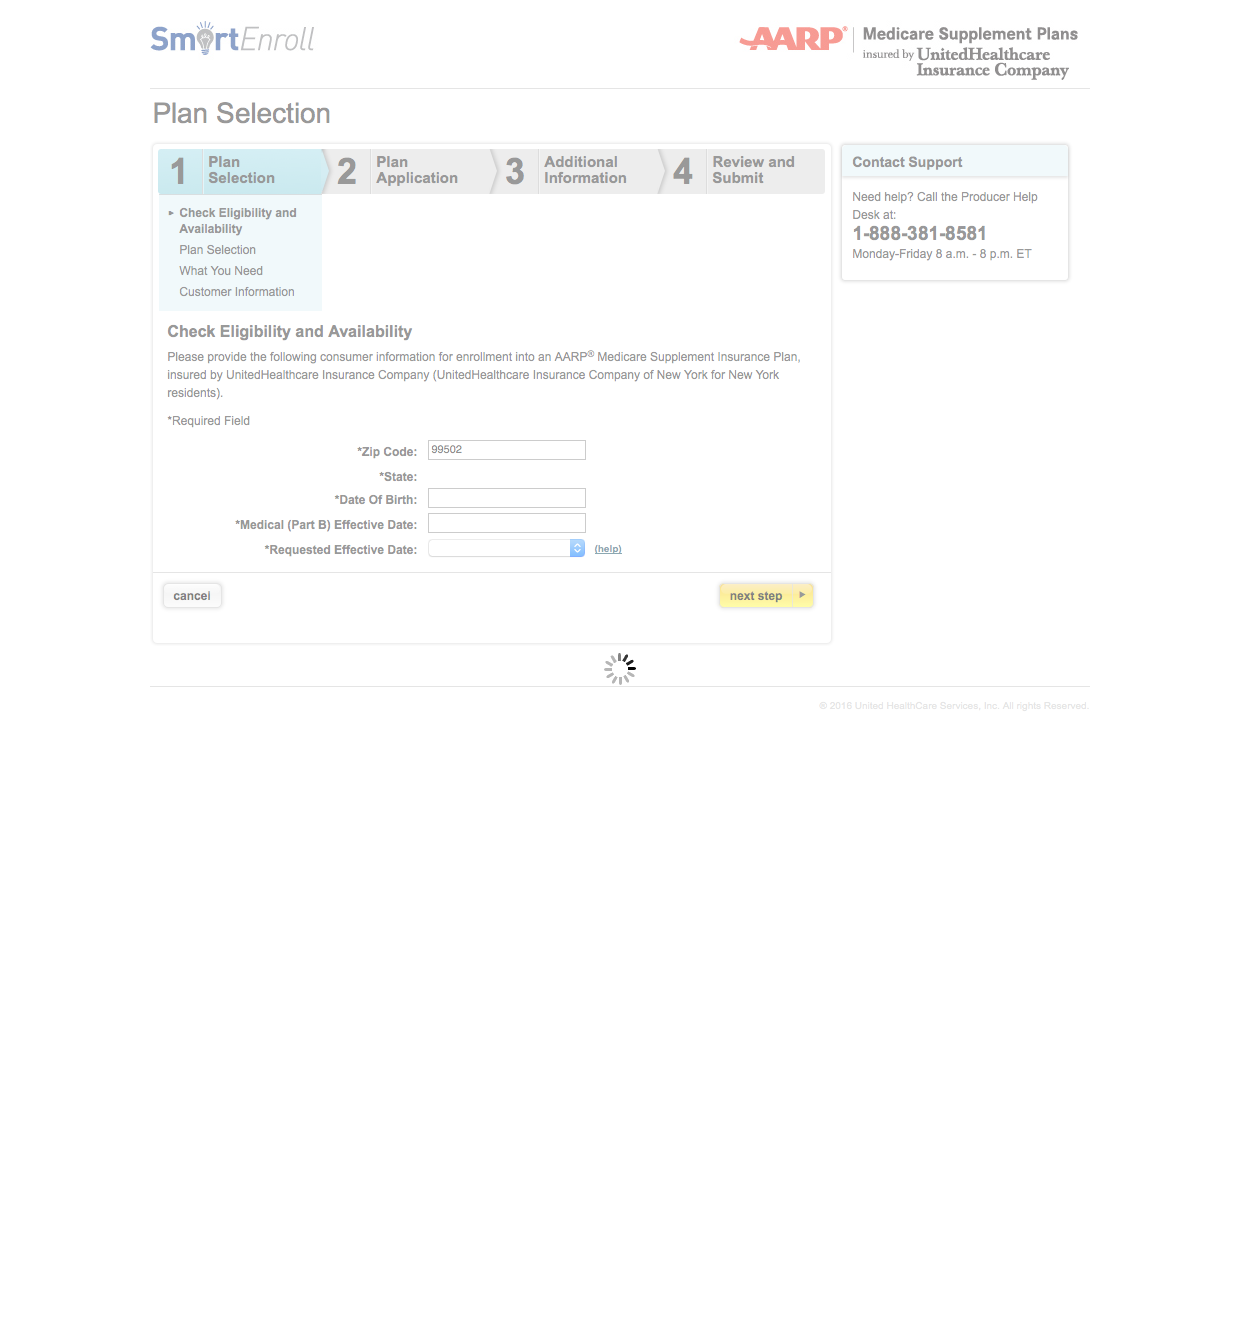 SmartEnroll
AARP® Medicare Supplement Plans
insured by UnitedHealthcare
Insurance Company
Plan Selection
1 Plan Selection
2 Plan Application
3 Additional Information
4 Review and Submit
Check Eligibility and
Availability
Plan Selection
What You Need
Customer Information
Contact Support
Need help? Call the Producer Help
Desk at:
1-888-381-8581
Monday-Friday 8 a.m. - 8 p.m. ET
Check Eligibility and Availability
Please provide the following consumer information for enrollment into an AARP® Medicare Supplement Insurance Plan,
insured by UnitedHealthcare Insurance Company (UnitedHealthcare Insurance Company of New York for New York
residents).
*Required Field
*Zip Code: 99502
*State:
*Date Of Birth:
*Medical (Part B) Effective Date:
*Requested Effective Date: (help)
cancel
next step
© 2016 United HealthCare Services, Inc. All rights Reserved.